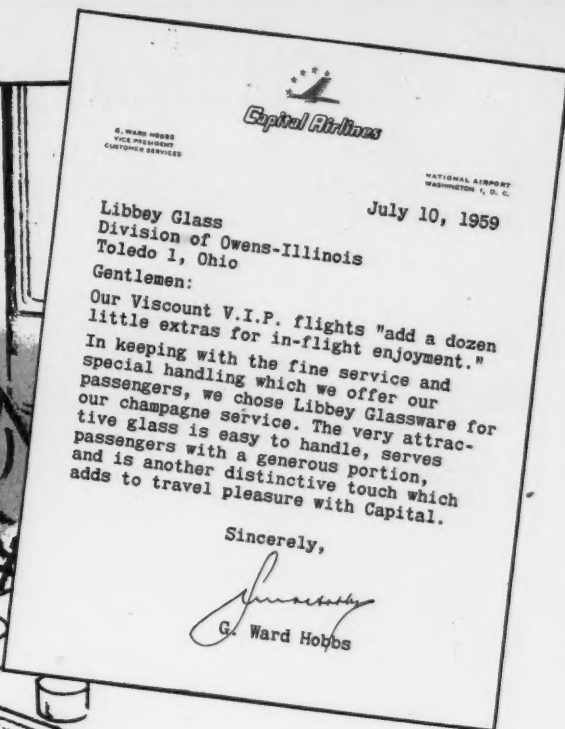 Capital Airlines
G. WARD HOBBS
VICE PRESIDENT
CUSTOMER SERVICES
NATIONAL AIRPORT
WASHINGTON 1, D. C.
July 10, 1959
Libbey Glass
Division of Owens-Illinois
Toledo 1, Ohio
Gentlemen:
Our Viscount V.I.P. flights "add a dozen
little extras for in-flight enjoyment."
In keeping with the fine service and
special handling which we offer our
passengers, we chose Libbey Glassware for
our champagne service. The very attrac-
tive glass is easy to handle, serves
passengers with a generous portion,
and is another distinctive touch which
adds to travel pleasure with Capital.
Sincerely,
G. Ward Hobbs